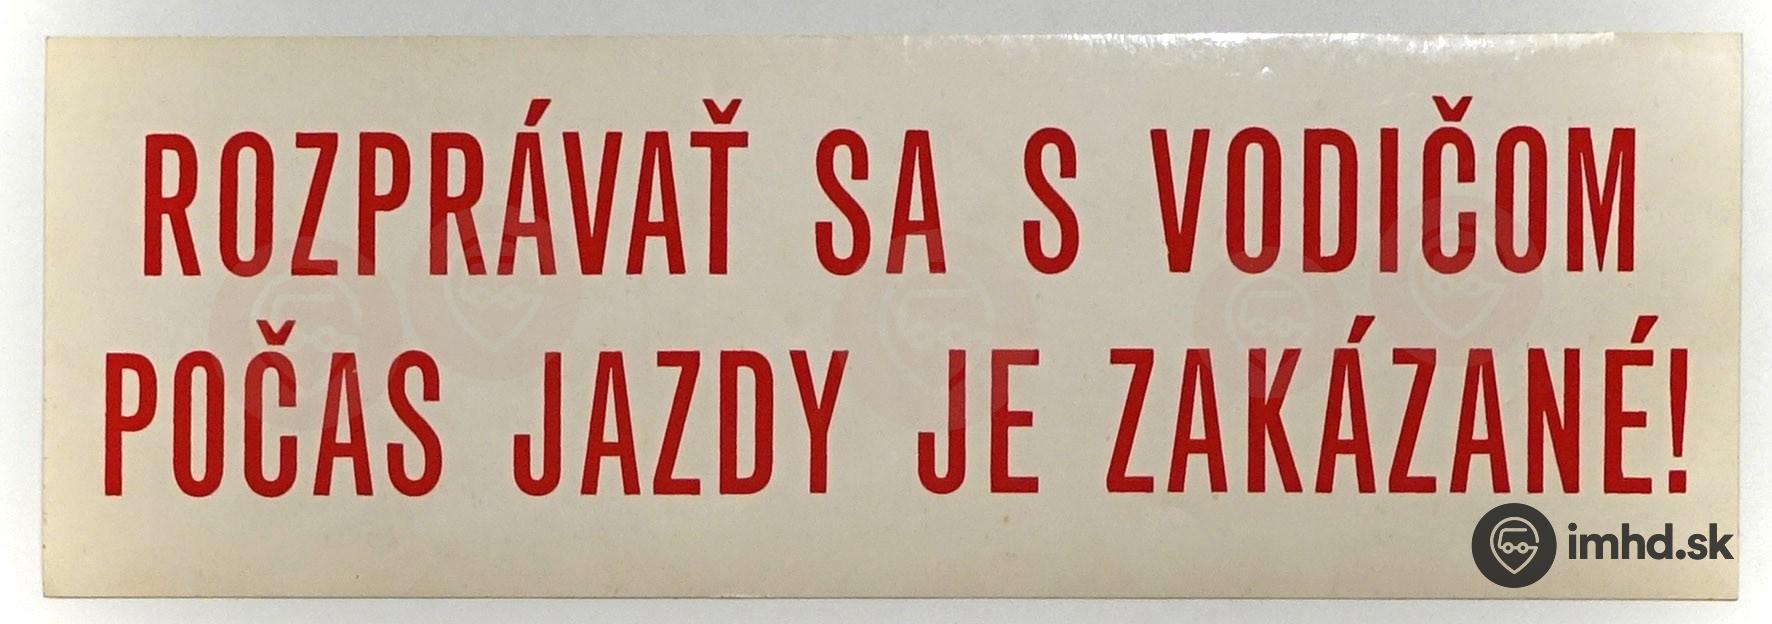 ROZPRÁVAŤ SA S VODIČOM
POČAS JAZDY JE ZAKÁZANÉ!
imhd.sk